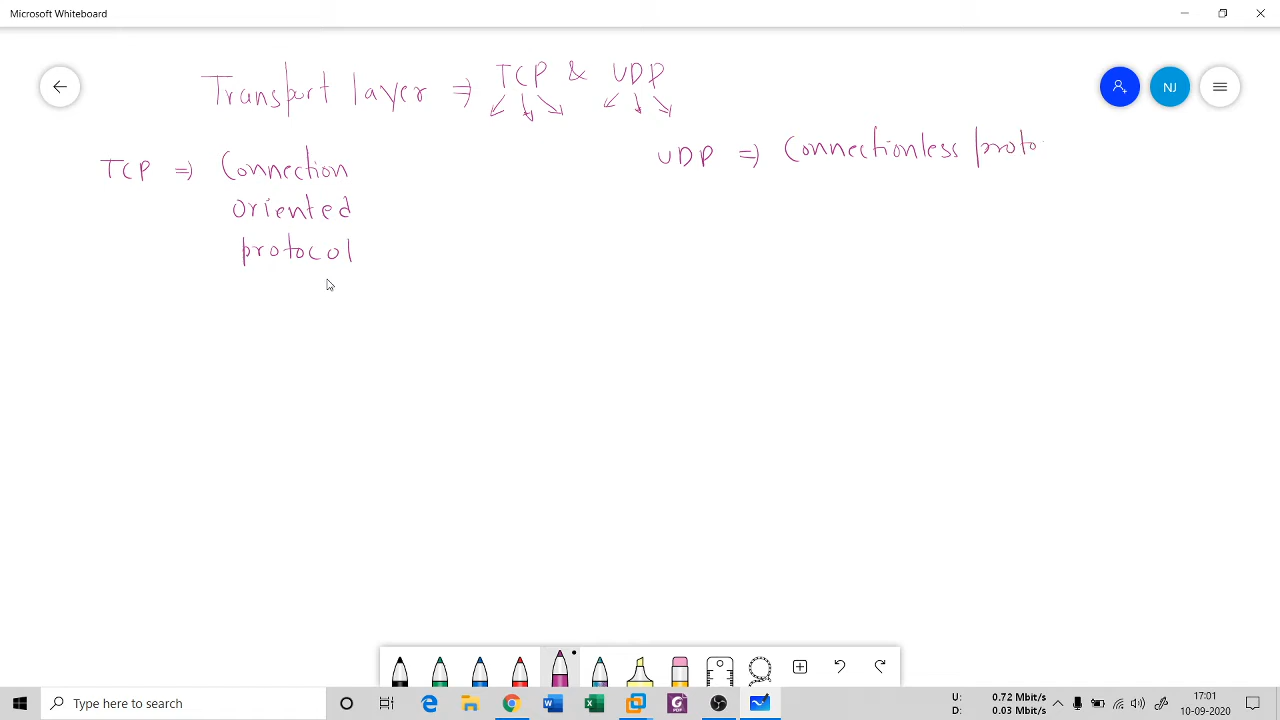 Microsoft Whiteboard
Transport layer ⇒ TCP & UDP
NJ
TCP ⇒ Connection
oriented
protocol
UDP ⇒ Connectionless proto
Type here to search
U: 0.72 Mbit/s
D: 0.03 Mbit/s
17:01
10-09-2020